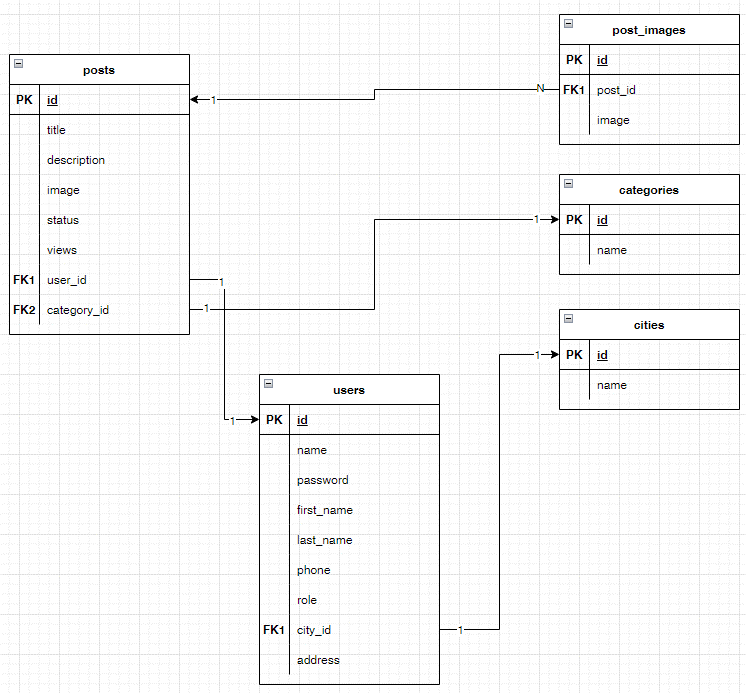 posts
PK id
title
description
image
status
views
FK1 user_id
FK2 category_id
1
N
1
1
1
1
1
1
post_images
PK id
FK1 post_id
image
categories
PK id
name
cities
PK id
name
users
PK id
name
password
first_name
last_name
phone
role
FK1 city_id
address